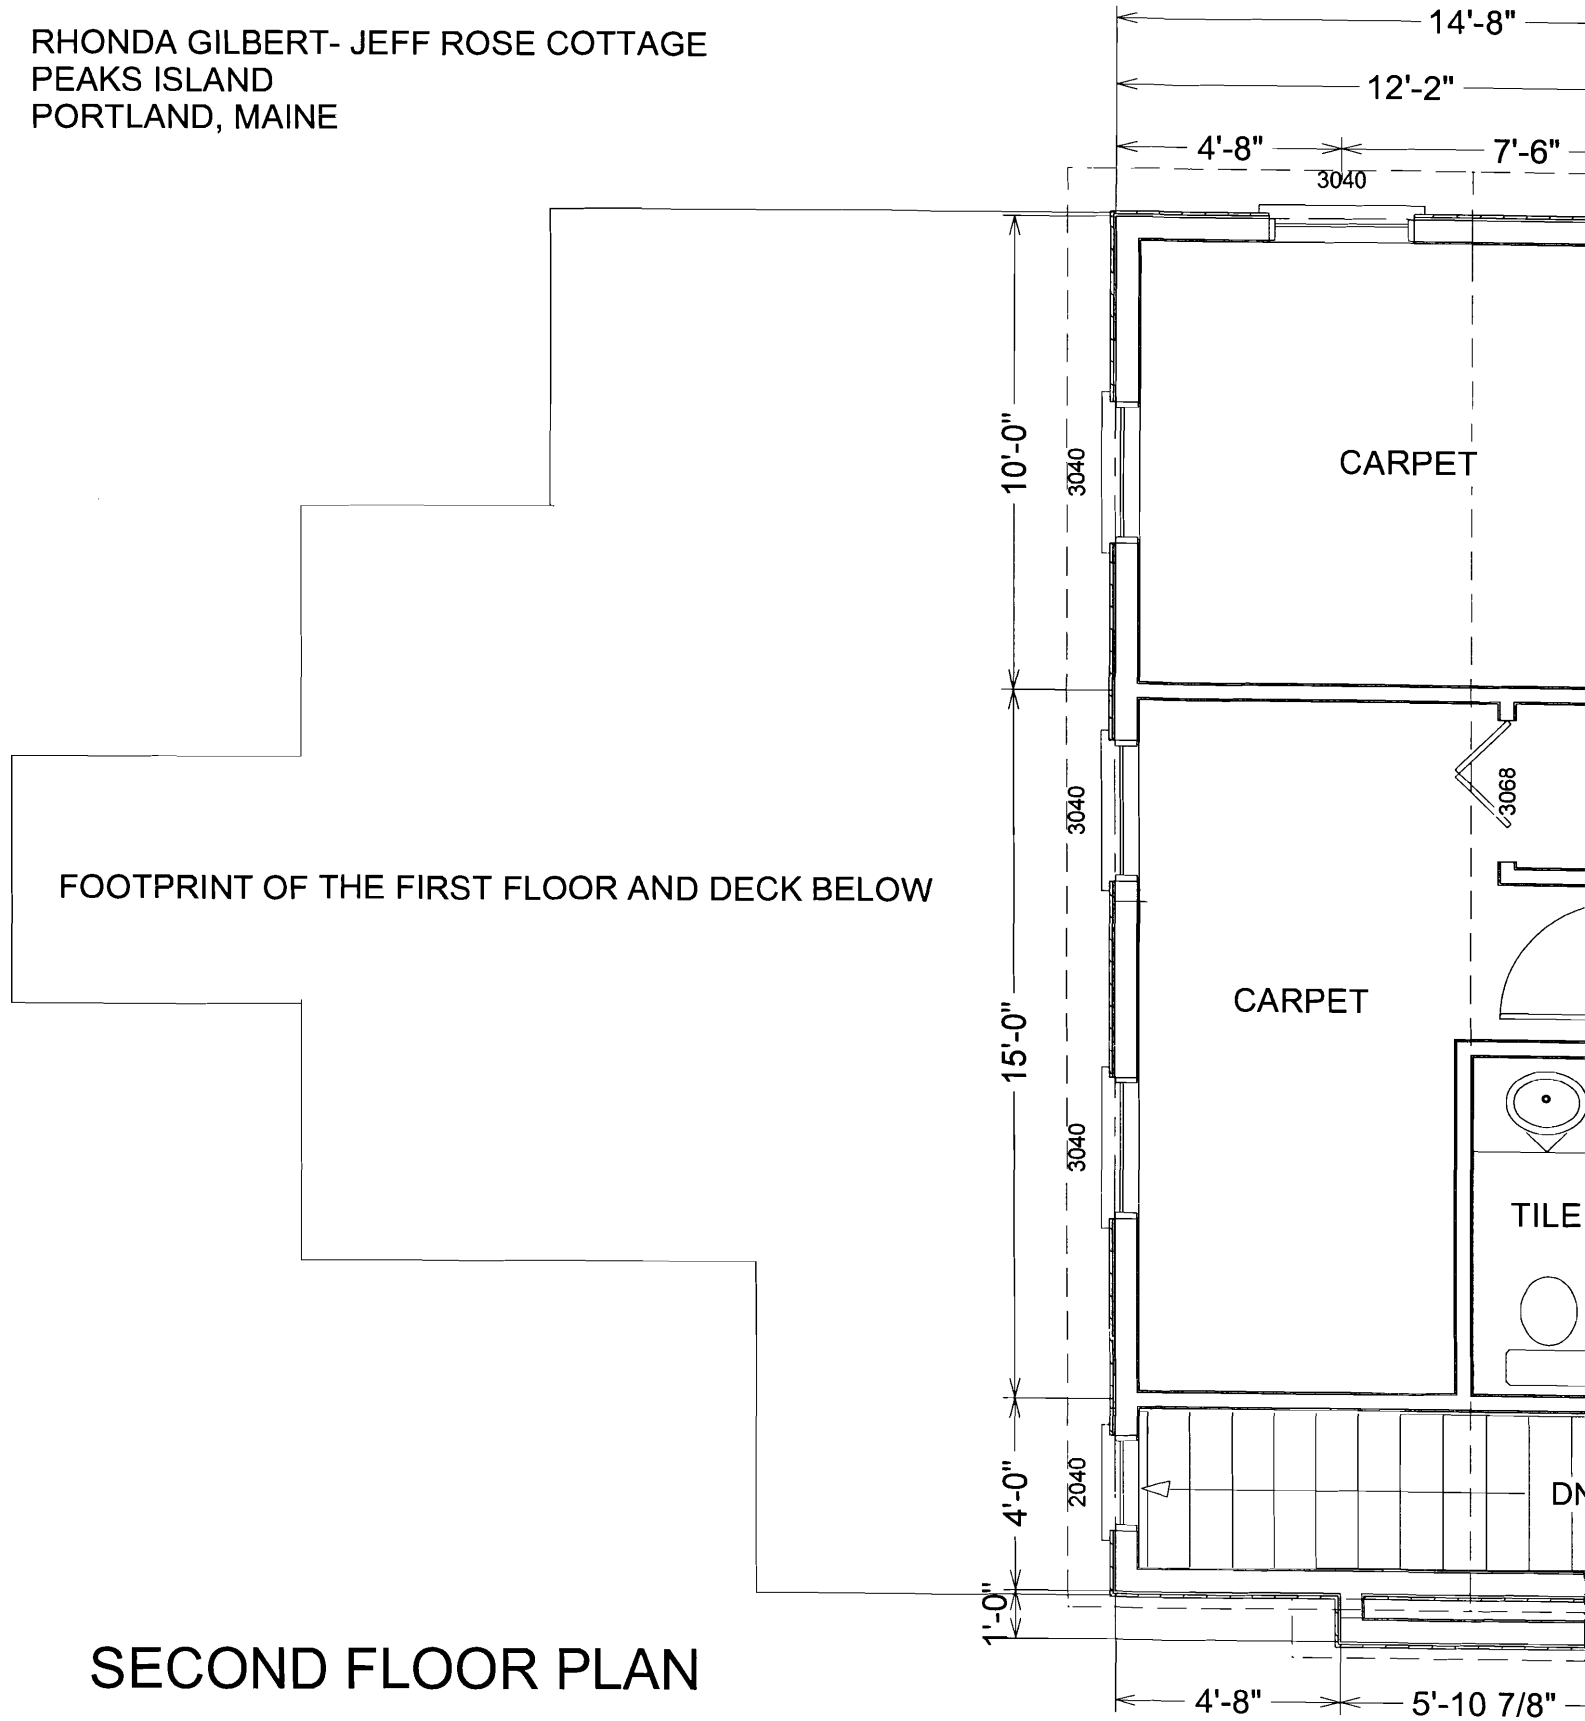 RHONDA GILBERT- JEFF ROSE COTTAGE
PEAKS ISLAND
PORTLAND, MAINE
14'-8"
12'-2"
4'-8"
7'-6"
3040
10'-0"
3040
CARPET
3040
3068
FOOTPRINT OF THE FIRST FLOOR AND DECK BELOW
15'-0"
CARPET
3040
TILE
4'-0"
2040
DN
1'-0"
SECOND FLOOR PLAN
4'-8"
5'-10 7/8"